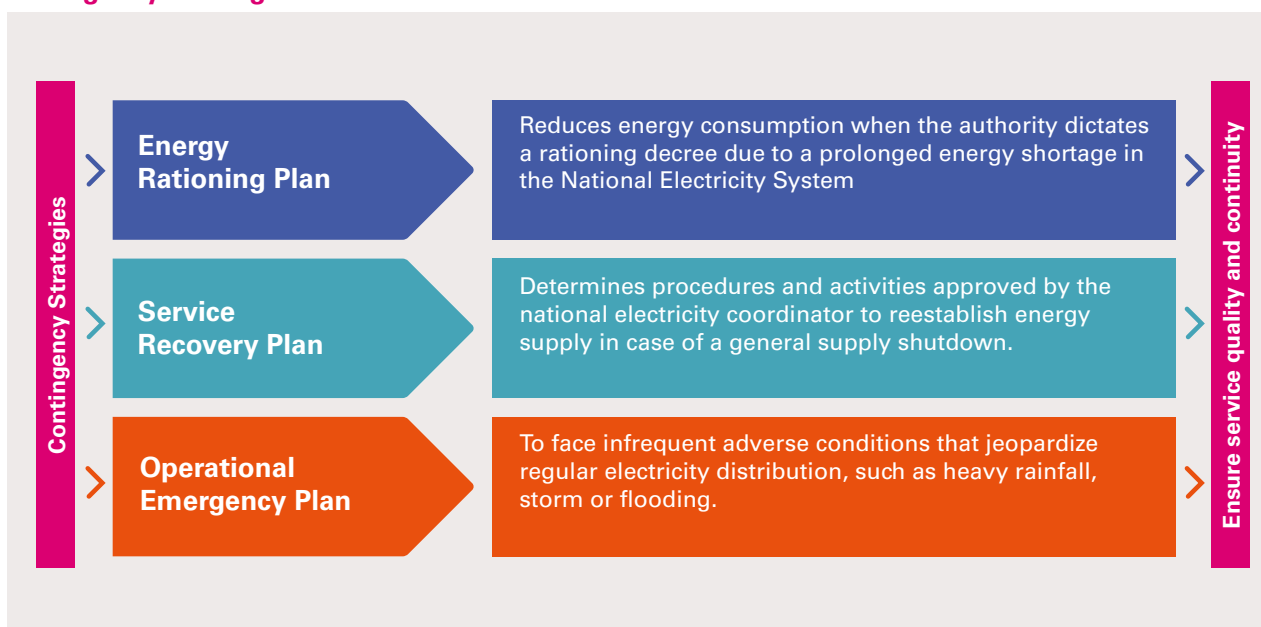 Contingency Strategies
Energy
Rationing Plan
Reduces energy consumption when the authority dictates
a rationing decree due to a prolonged energy shortage in
the National Electricity System
Service
Recovery Plan
Determines procedures and activities approved by the
national electricity coordinator to reestablish energy
supply in case of a general supply shutdown.
Operational
Emergency Plan
To face infrequent adverse conditions that jeopardize
regular electricity distribution, such as heavy rainfall,
storm or flooding.
Ensure service quality and continuity